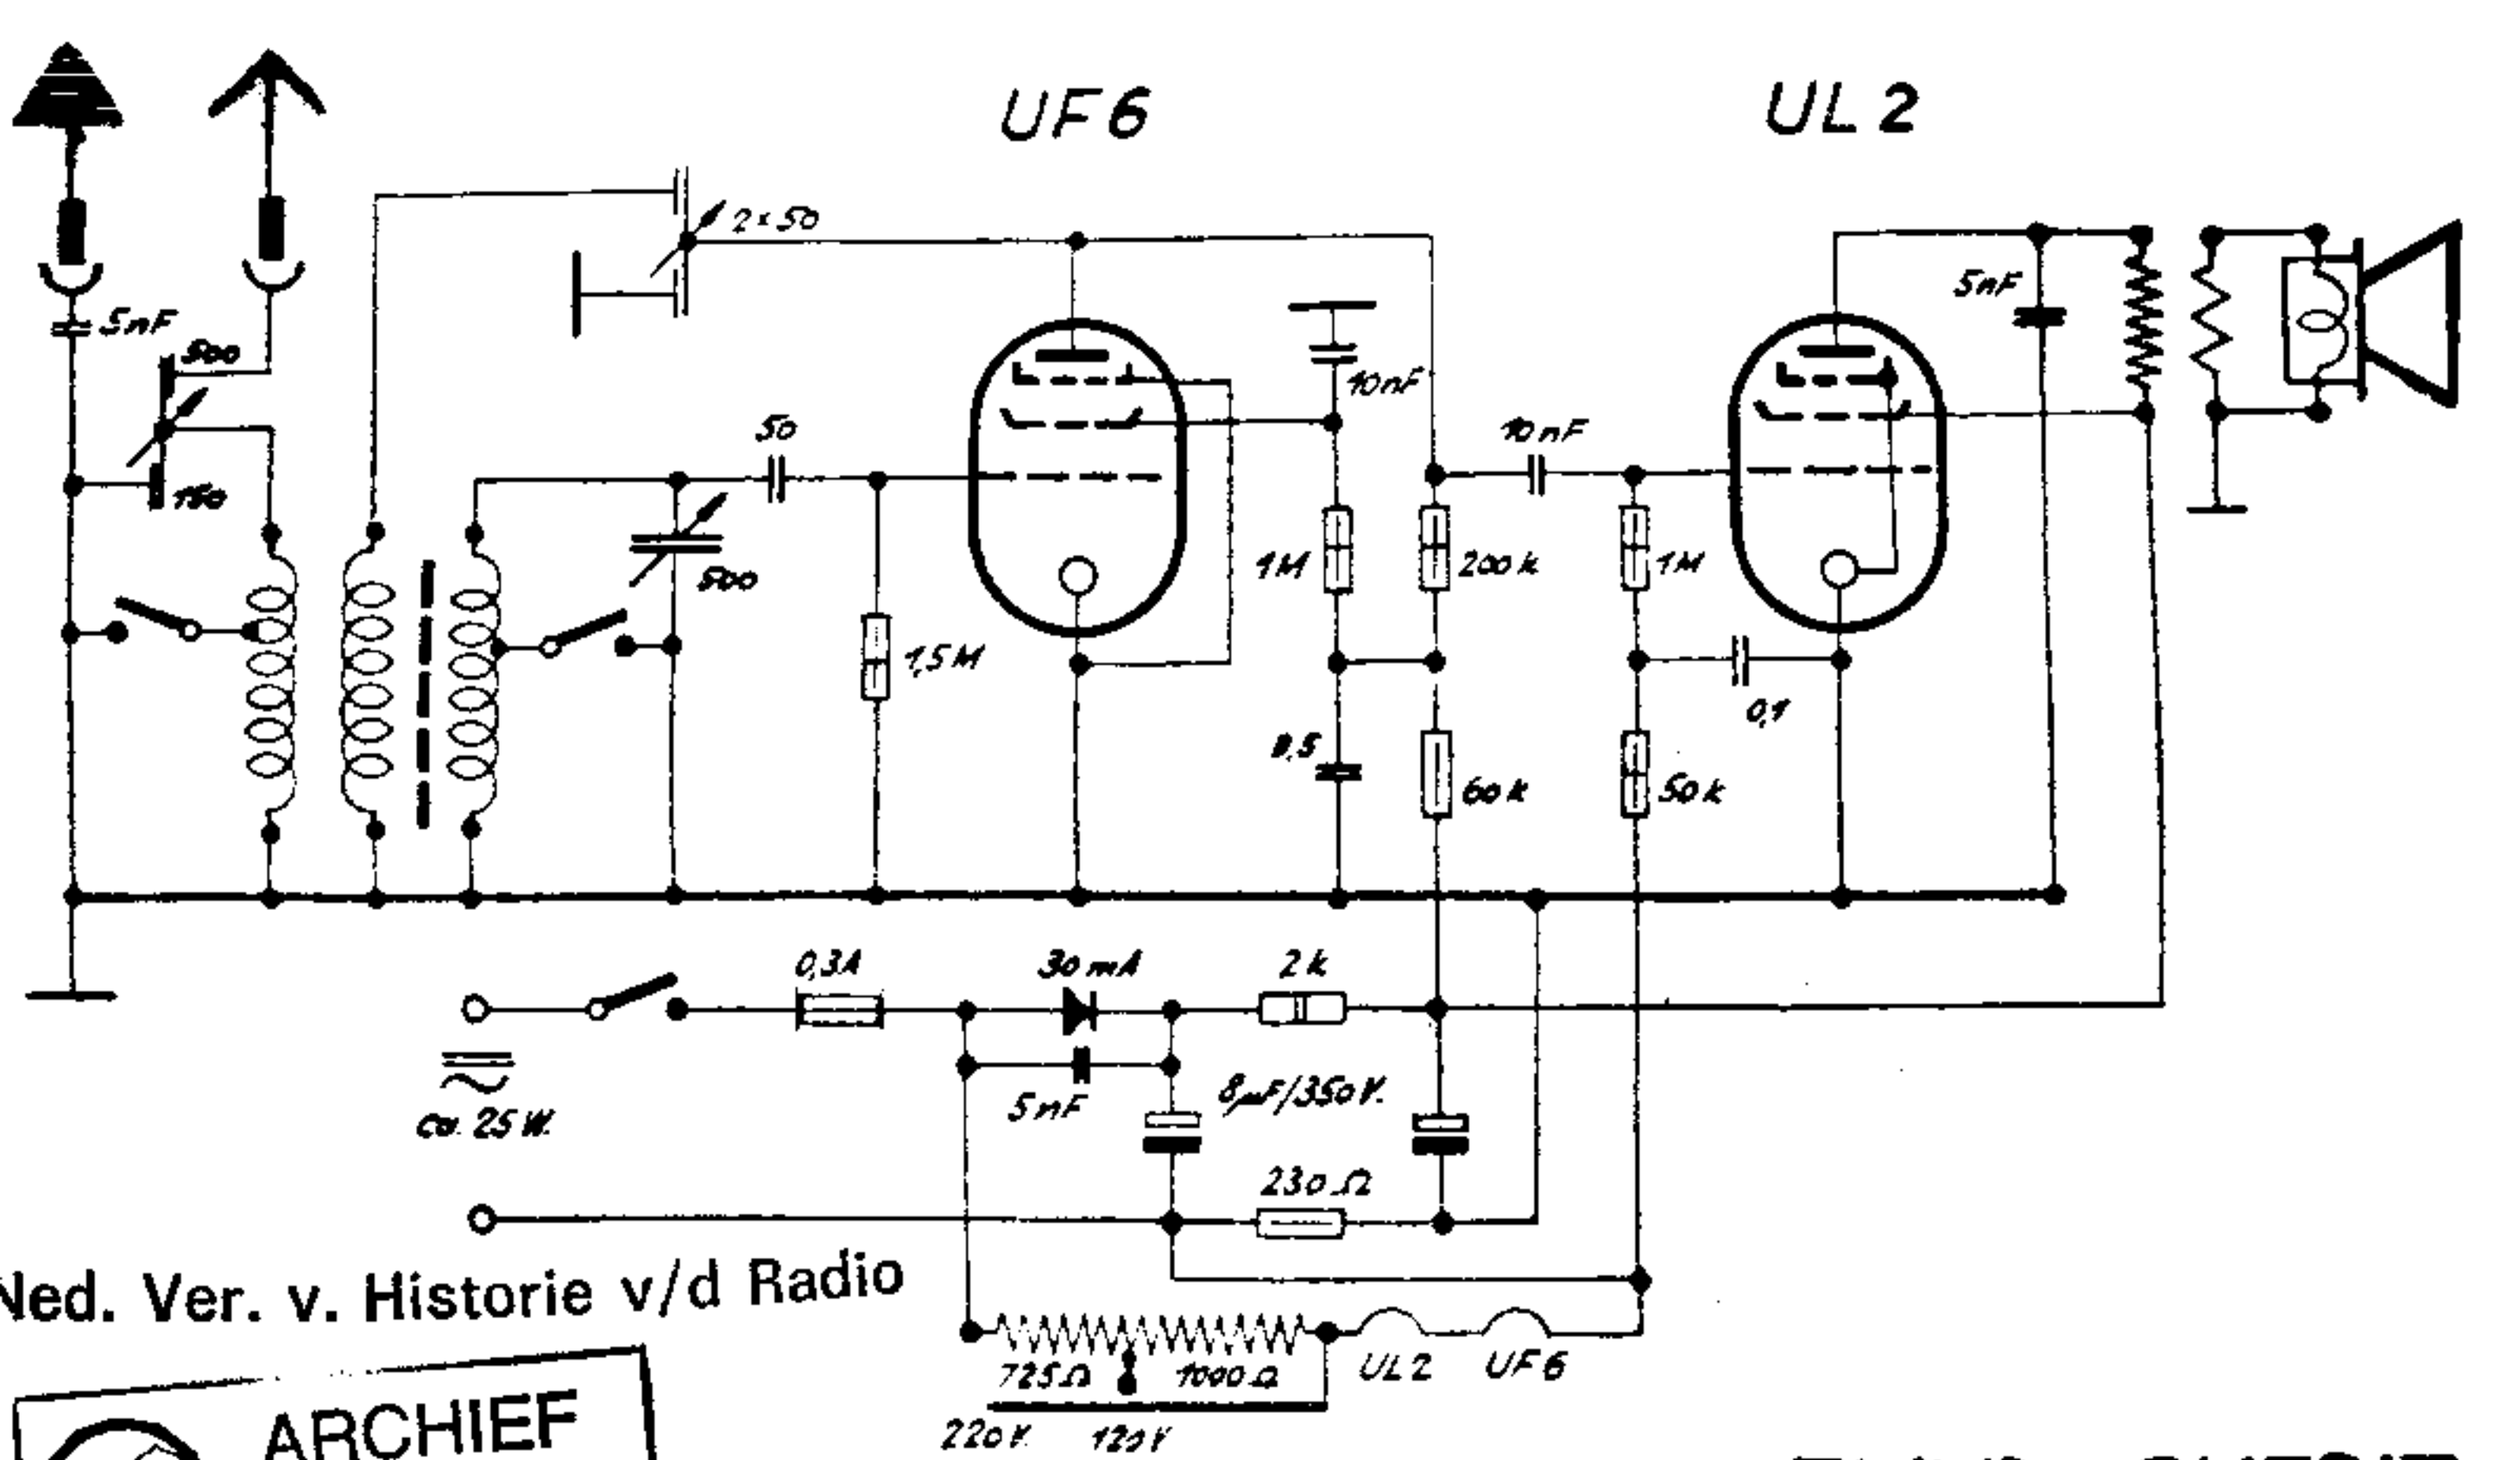 UF6
UL2
2×50
5nF
500
150
50
500
1,5M
10nF
1M
200k
0,5
60k
10nF
1M
0,1
50k
5nF
0,3A
30mA
2k
ca. 25W.
5nF
8µF/350V.
230Ω
725Ω
1000Ω
UL2
UF6
220V.
120V
Ned. Ver. v. Historie v/d Radio
ARCHIEF